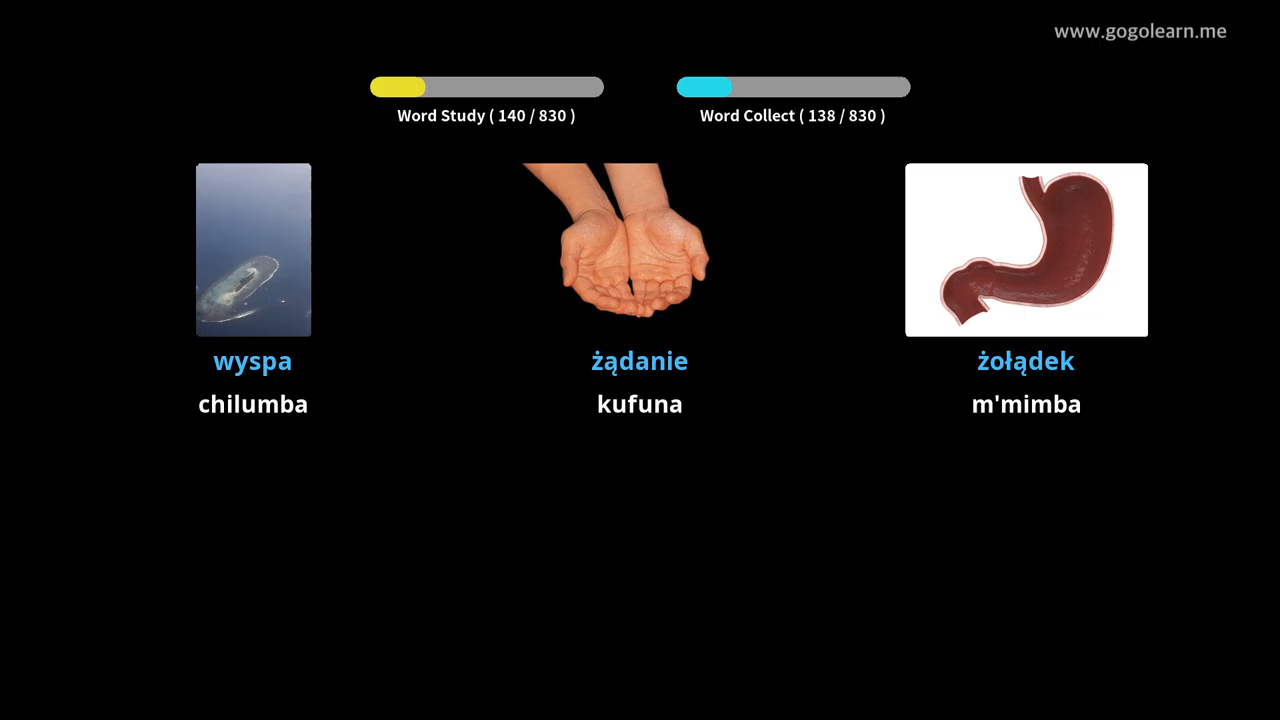 www.gogolearn.me
Word Study ( 140 / 830 )
Word Collect ( 138 / 830 )
wyspa
żądanie
żołądek
chilumba
kufuna
m'mimba